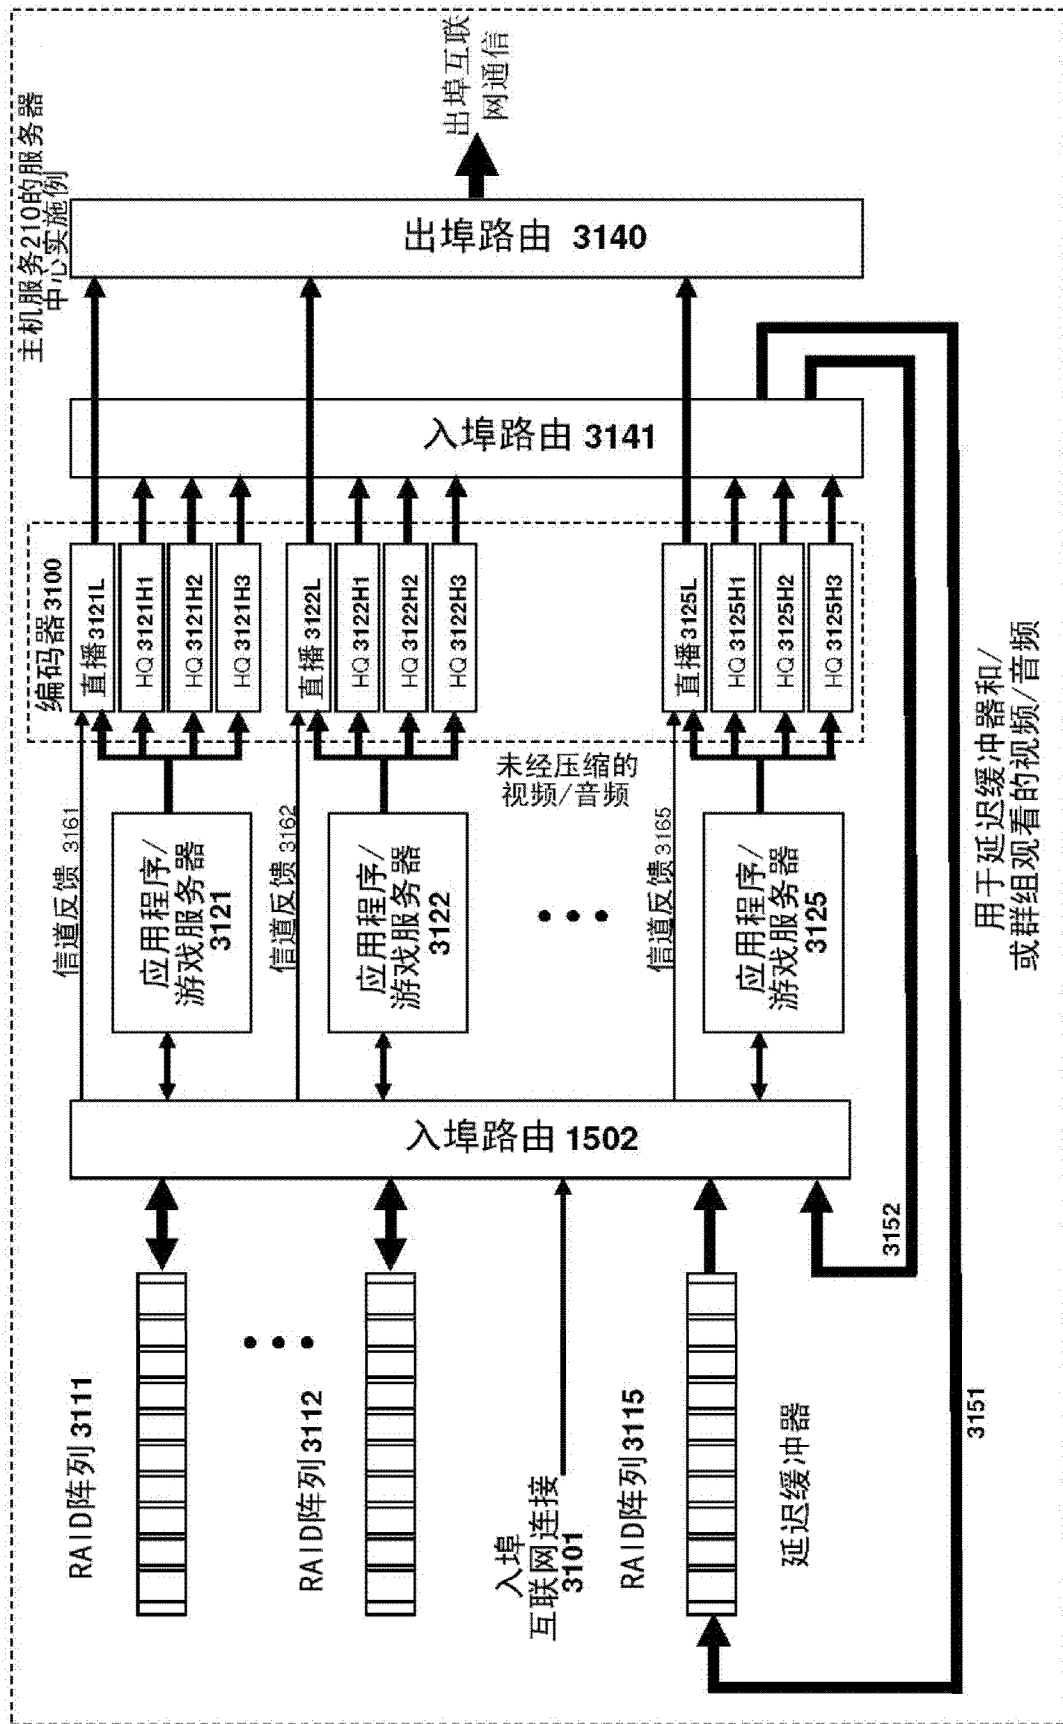 主机服务210的服务器
中心实施例
RAID阵列 3111
RAID阵列 3112
入埠
互联网连接
3101
RAID阵列 3115
延迟缓冲器
入埠路由 1502
信道反馈 3161
应用程序/
游戏服务器
3121
信道反馈 3162
应用程序/
游戏服务器
3122
信道反馈 3165
应用程序/
游戏服务器
3125
未经压缩的
视频/音频
编码器 3100
直播 3121L
HQ 3121H1
HQ 3121H2
HQ 3121H3
直播 3122L
HQ 3122H1
HQ 3122H2
HQ 3122H3
直播 3125L
HQ 3125H1
HQ 3125H2
HQ 3125H3
入埠路由 3141
出埠路由 3140
出埠互联
网通信
3152
3151
用于延迟缓冲器和/
或群组观看的视频/音频